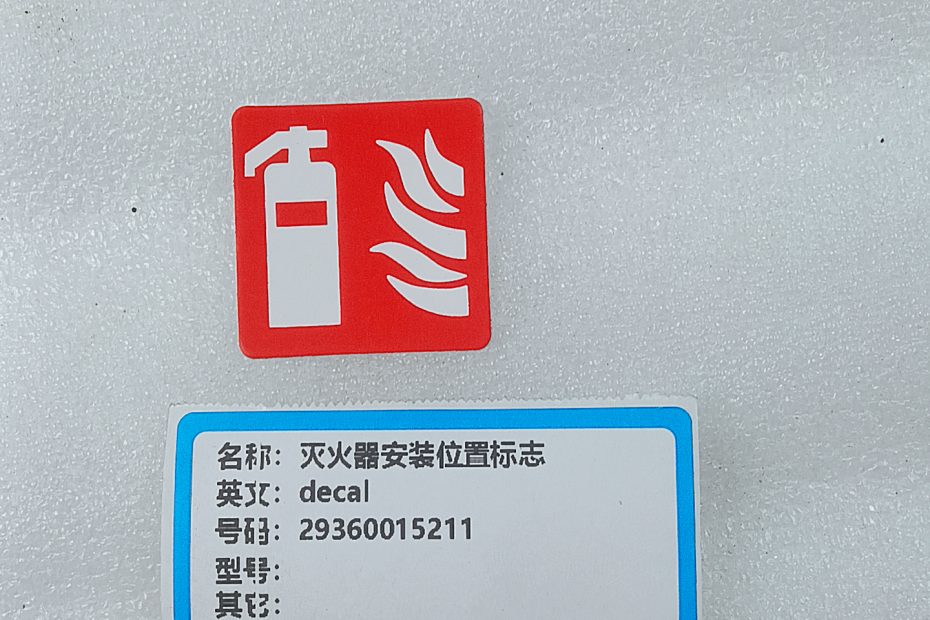 名称：灭火器安装位置标志
英文：decal
号码：29360015211
型号：
其它：